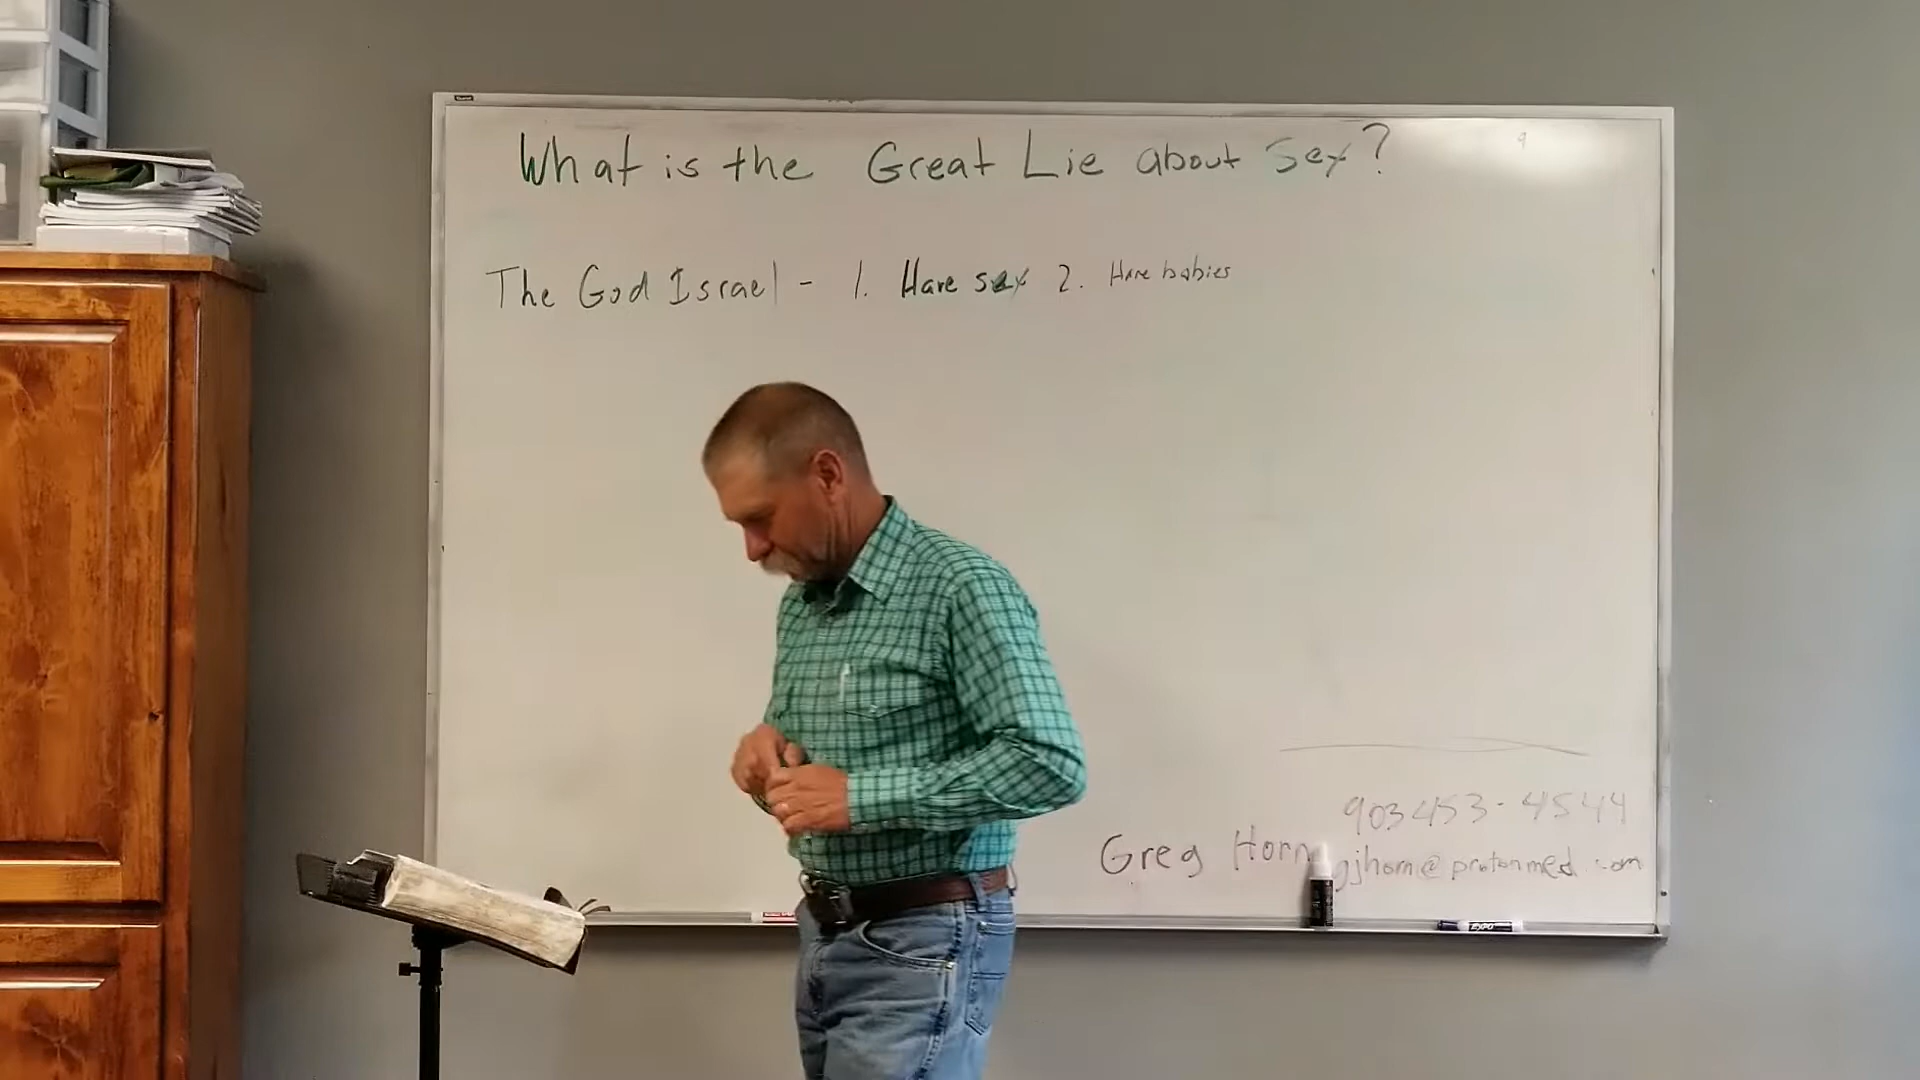 What is the Great Lie about Sex?
The God Israel - 1. Have sex 2. Have babies
903 453-4544
Greg Horn gjhorn@protonmed .com
EXPO